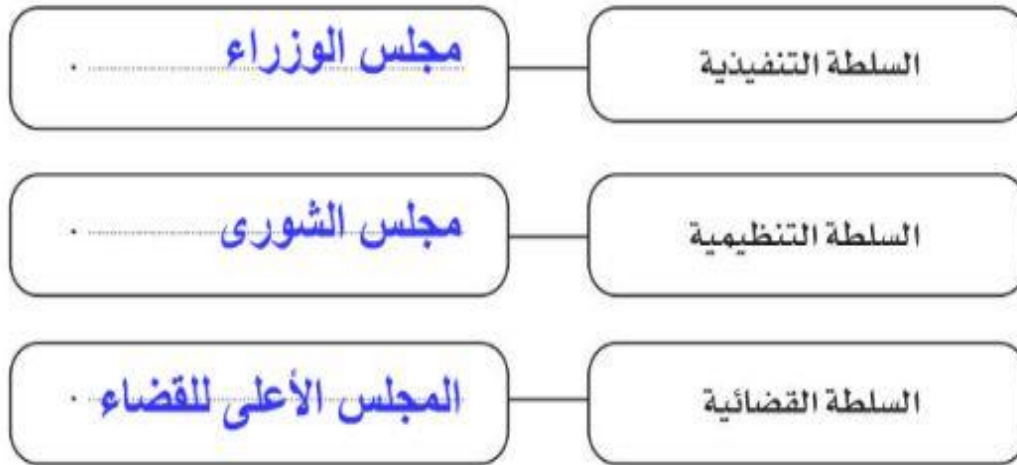 السلطة التنفيذية
مجلس الوزراء .
السلطة التنظيمية
مجلس الشورى .
السلطة القضائية
المجلس الأعلى للقضاء .